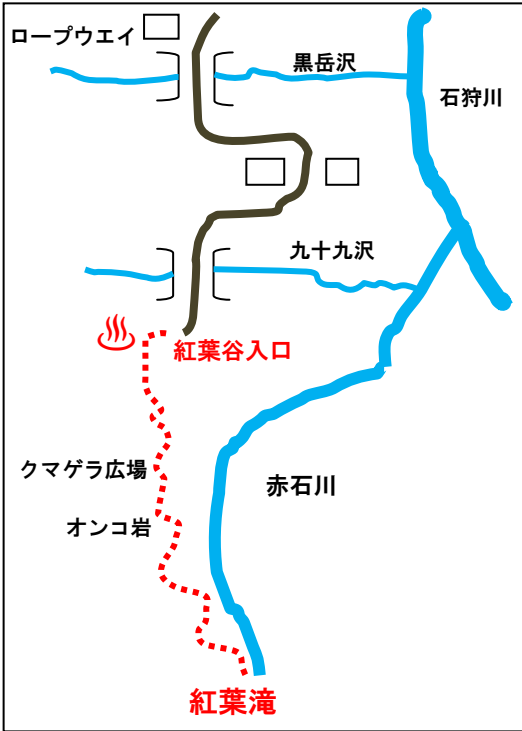 ロープウエイ
黒岳沢
石狩川
九十九沢
紅葉谷入口
クマゲラ広場
赤石川
オンコ岩
紅葉滝